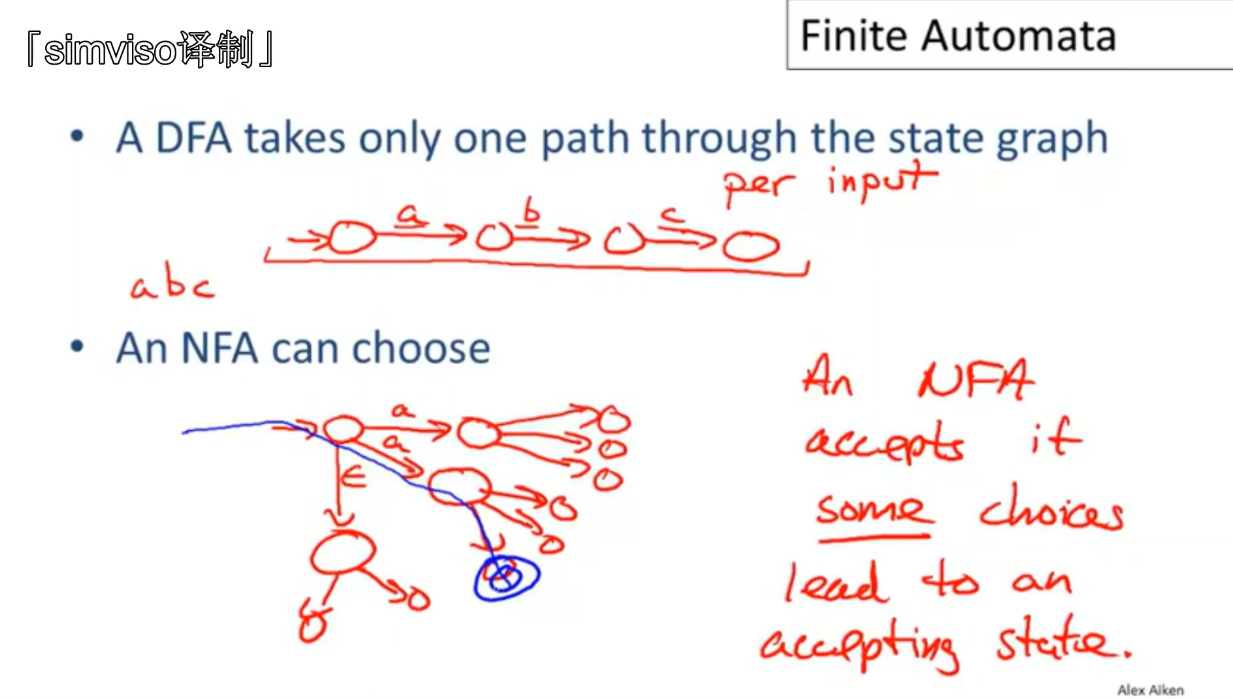 「simviso译制」
Finite Automata
• A DFA takes only one path through the state graph
per input
a b c
abc
• An NFA can choose
a
a
ϵ
An NFA
accepts if
some choices
lead to an
accepting state.
Alex Aiken